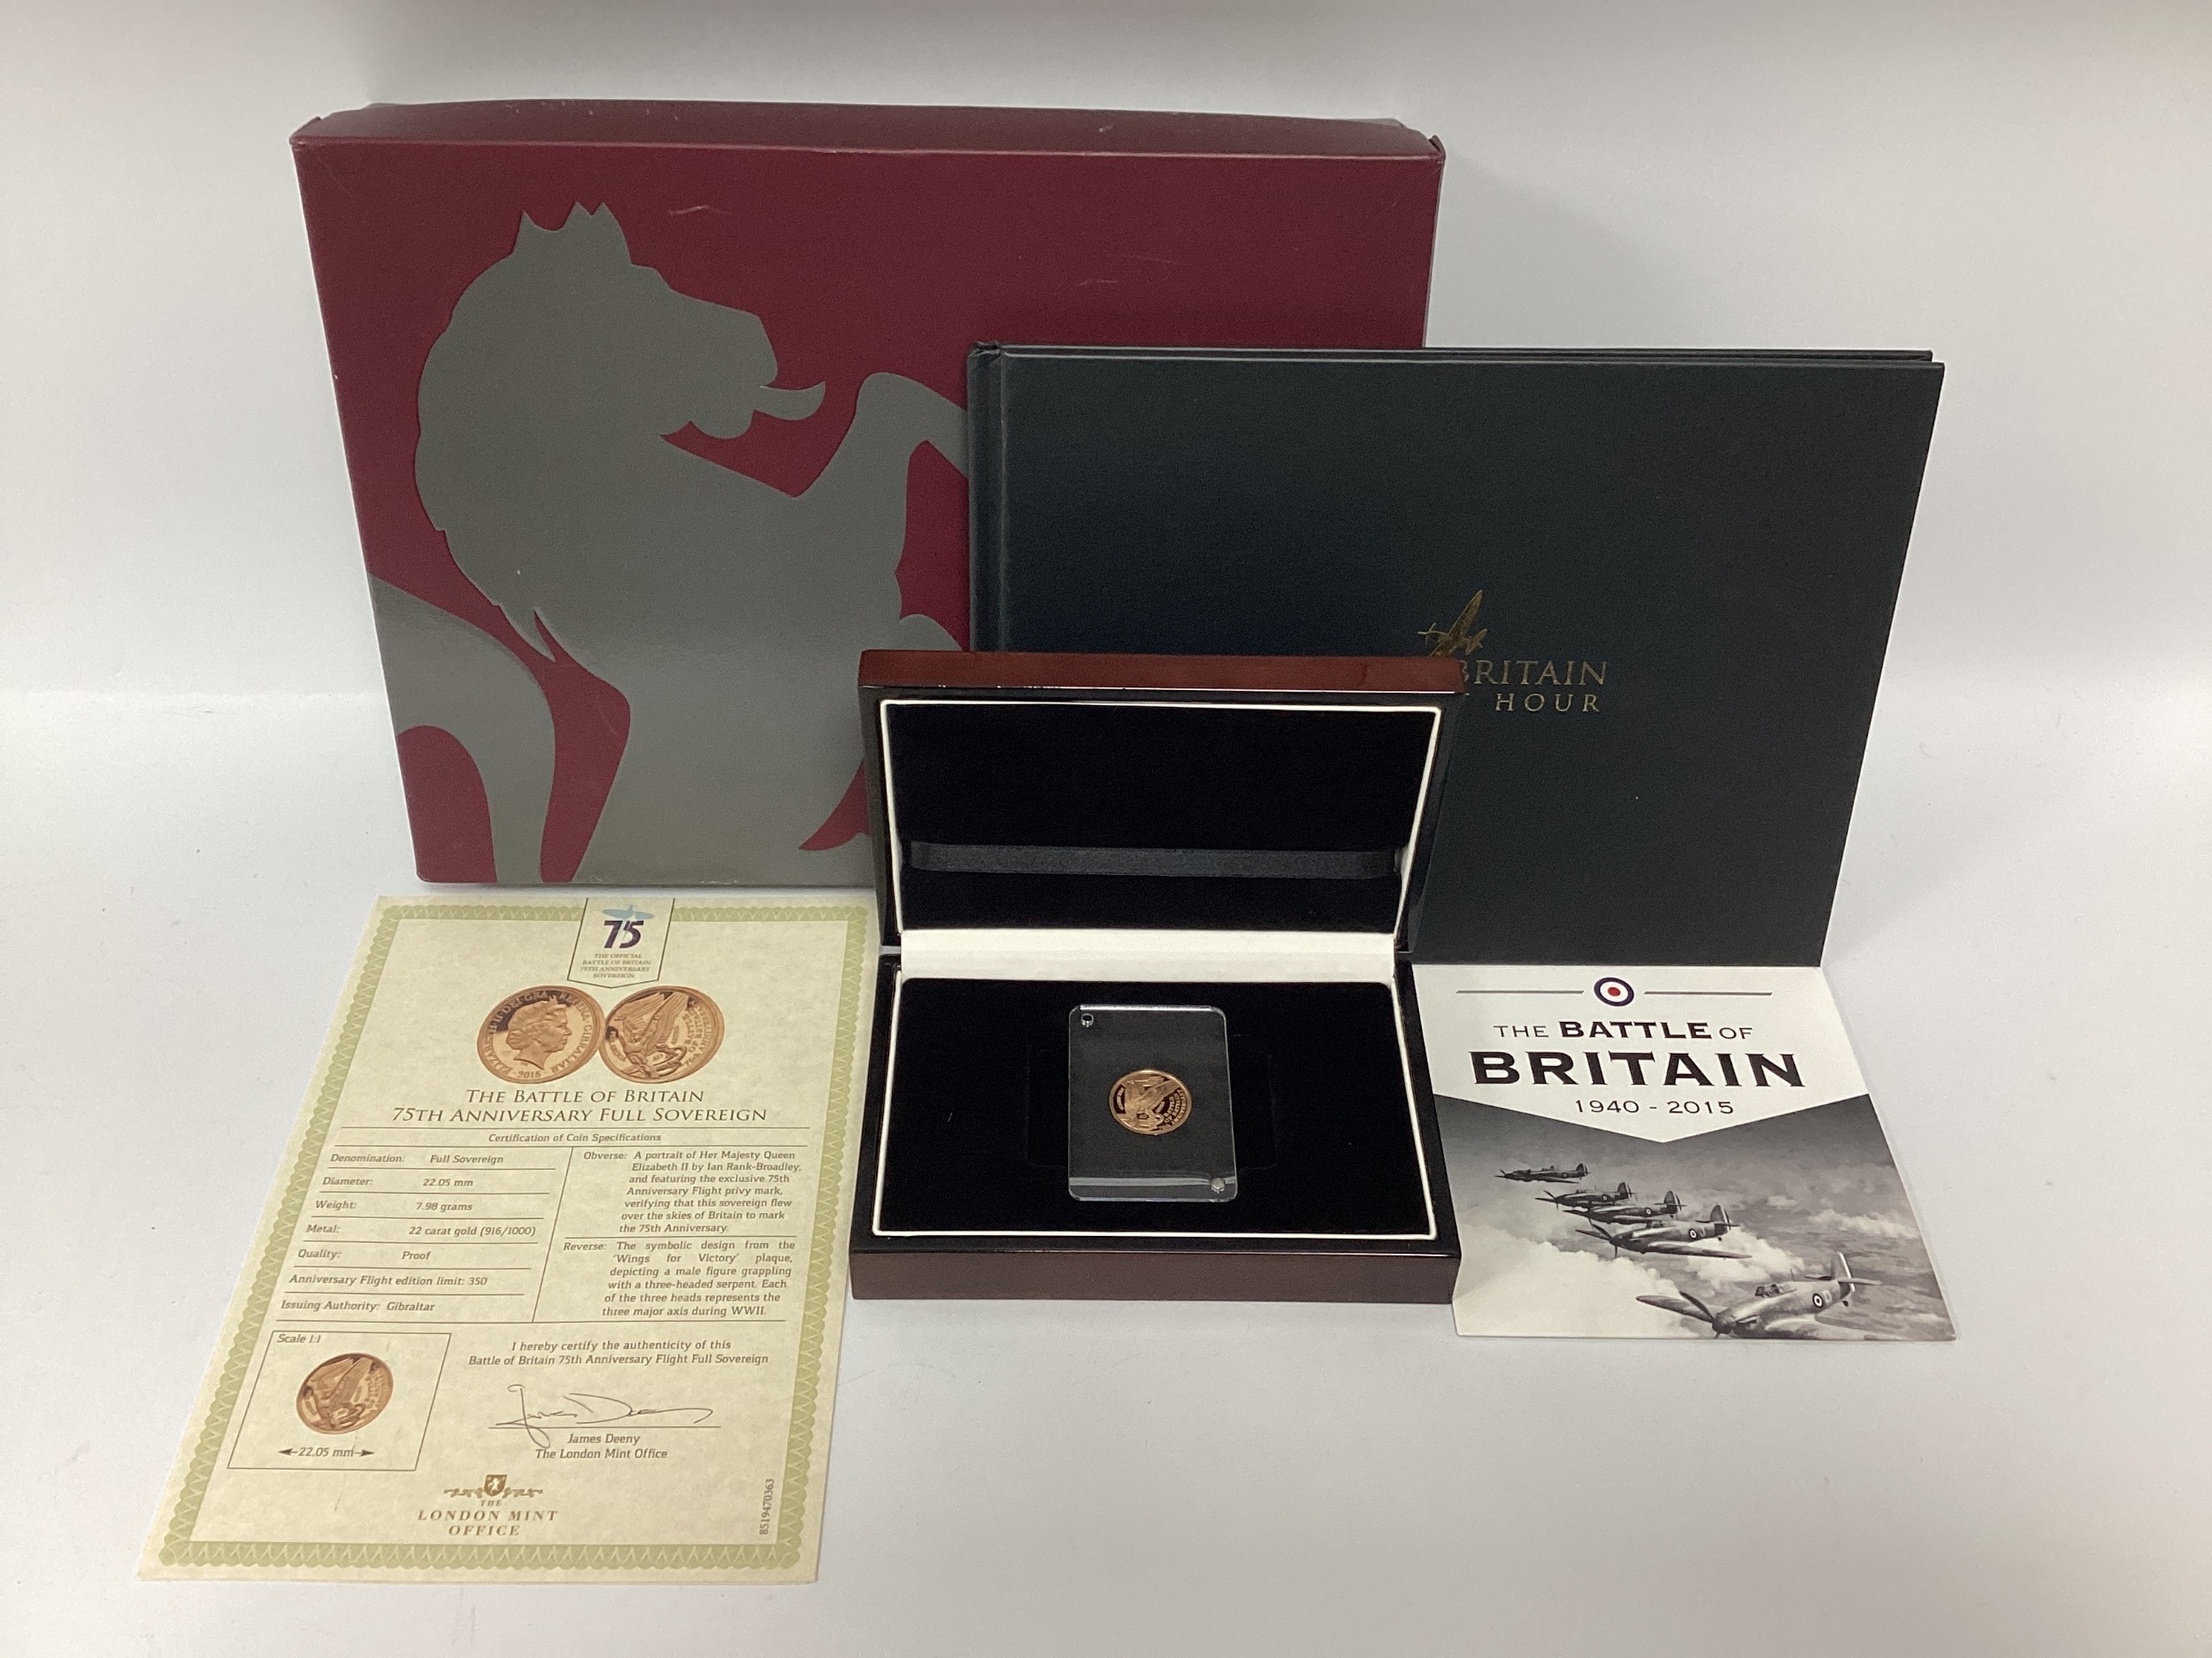 BRITAIN
HOUR
75
THE OFFICIAL
BATTLE OF BRITAIN
75TH ANNIVERSARY
SOVEREIGN
THE BATTLE OF BRITAIN
75TH ANNIVERSARY FULL SOVEREIGN
Certification of Coin Specifications
Denomination: Full Sovereign
Diameter: 22.05 mm
Weight: 7.98 grams
Metal: 22 carat gold (916/1000)
Quality: Proof
Anniversary Flight edition limit: 350
Issuing Authority: Gibraltar
Obverse: A portrait of Her Majesty Queen
Elizabeth II by Ian Rank-Broadley,
and featuring the exclusive 75th
Anniversary Flight privy mark,
verifying that this sovereign flew
over the skies of Britain to mark
the 75th Anniversary.
Reverse: The symbolic design from the
'Wings for Victory' plaque,
depicting a male figure grappling
with a three-headed serpent. Each
of the three heads represents the
three major axis during WWII.
Scale 1:1
22.05 mm
I hereby certify the authenticity of this
Battle of Britain 75th Anniversary Flight Full Sovereign
James Deeny
James Deeny
The London Mint Office
THE
LONDON MINT
OFFICE
8519470363
THE BATTLE OF
BRITAIN
1940 - 2015